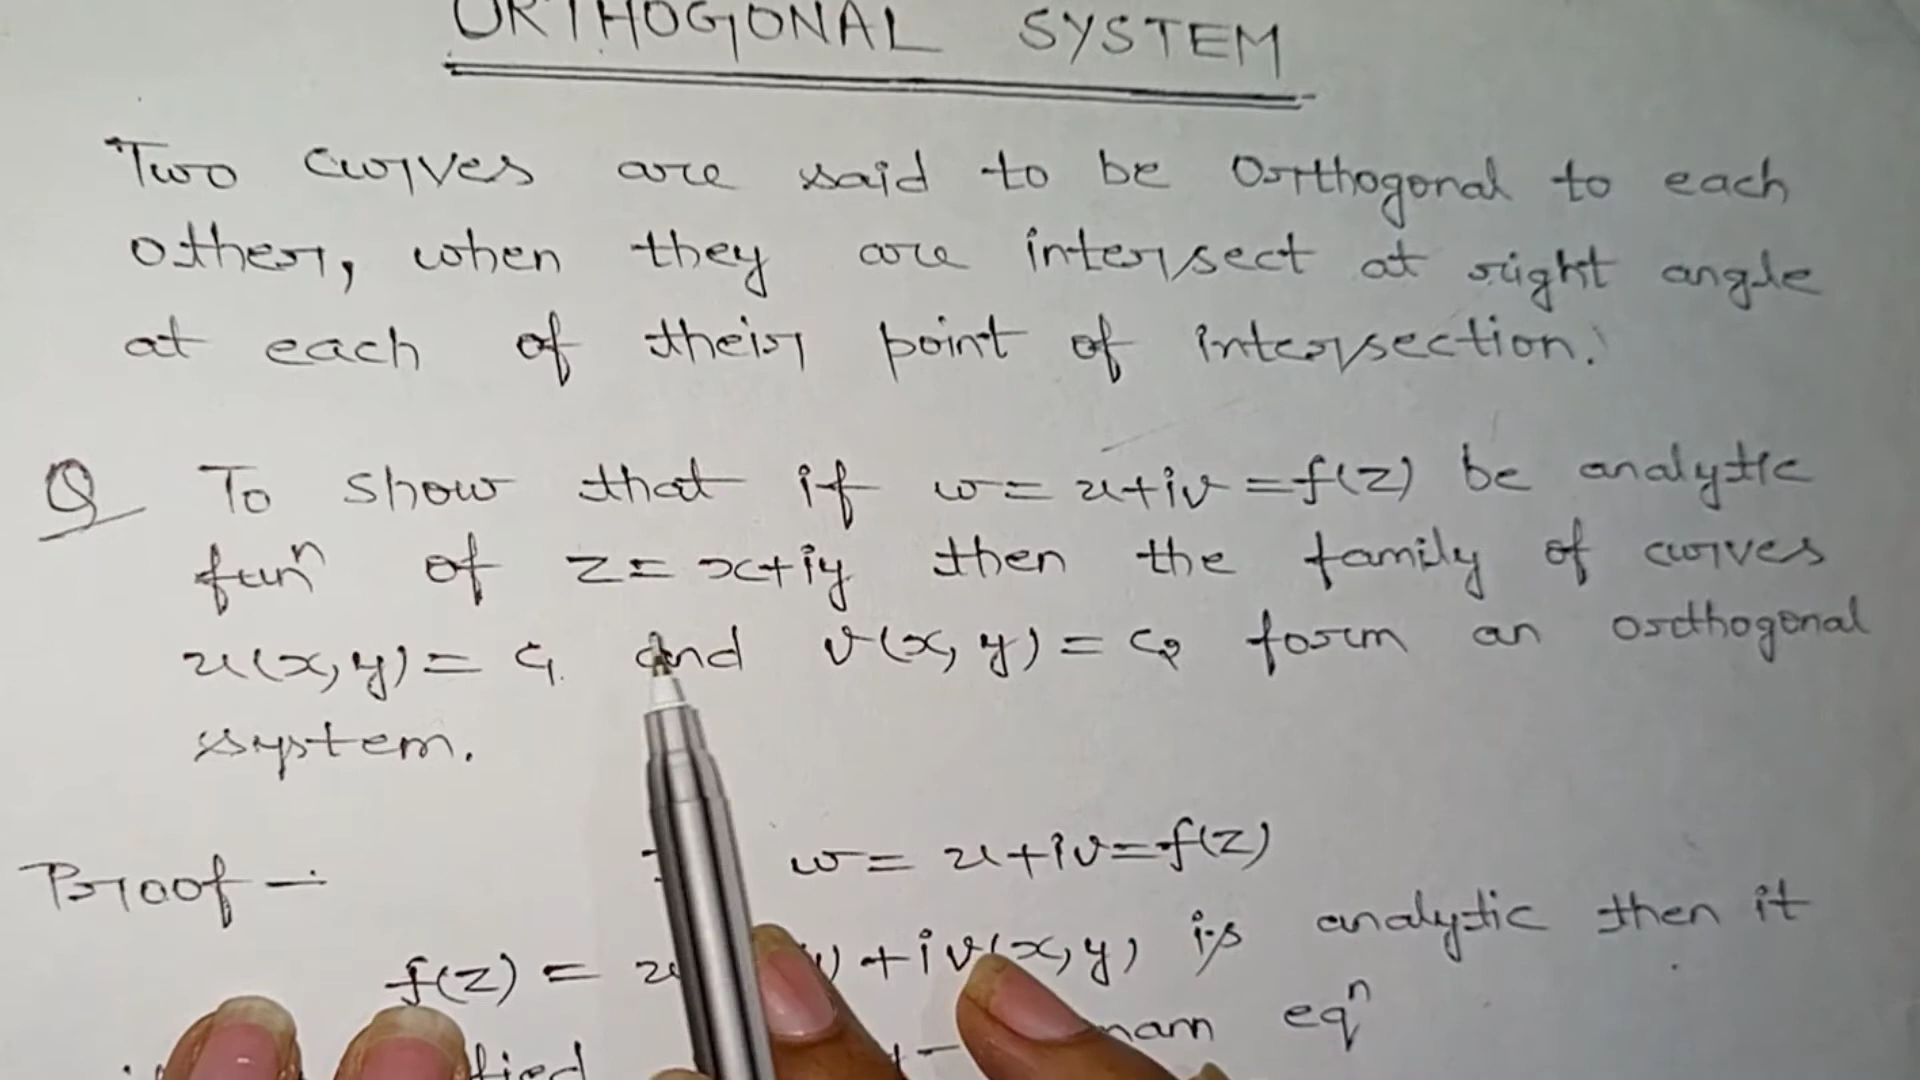 ORTHOGONAL SYSTEM
Two curves are said to be Orthogonal to each
other, when they are intersect at right angle
at each of their point of intersection.
Q To show that if w = u+iv = f(z) be analytic
funⁿ of z = x+iy then the family of curves
u(x,y) = c₁ and v(x,y) = c₂ form an orthogonal
system.
Proof - w = u+iv = f(z)
f(z) = u +iv(x,y) is analytic then it
eqⁿ